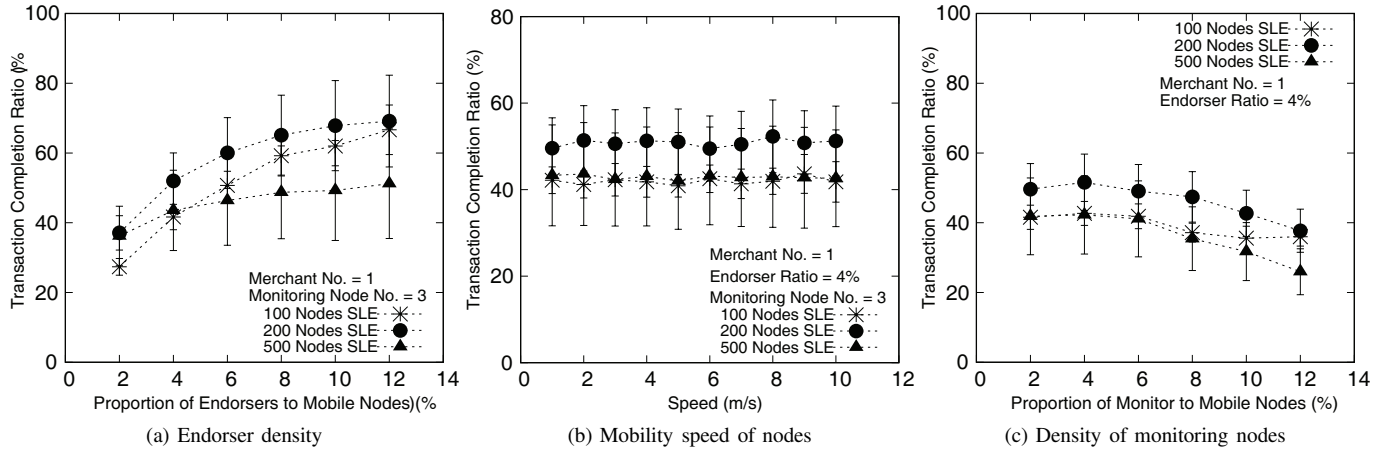 100
80
60
40
20
0
Transaction Completion Ratio (%)
Merchant No. = 1
Monitoring Node No. = 3
100 Nodes SLE
200 Nodes SLE
500 Nodes SLE
0 2 4 6 8 10 12 14
Proportion of Endorsers to Mobile Nodes)(%
(a) Endorser density
80
60
40
20
0
Transaction Completion Ratio (%)
Merchant No. = 1
Endorser Ratio = 4%
Monitoring Node No. = 3
100 Nodes SLE
200 Nodes SLE
500 Nodes SLE
0 2 4 6 8 10 12
Speed (m/s)
(b) Mobility speed of nodes
100
80
60
40
20
0
Transaction Completion Ratio (%)
100 Nodes SLE
200 Nodes SLE
500 Nodes SLE
Merchant No. = 1
Endorser Ratio = 4%
0 2 4 6 8 10 12 14
Proportion of Monitor to Mobile Nodes (%)
(c) Density of monitoring nodes